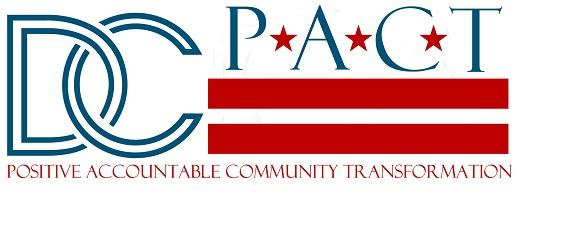 DC P★A★C★T
POSITIVE ACCOUNTABLE COMMUNITY TRANSFORMATION